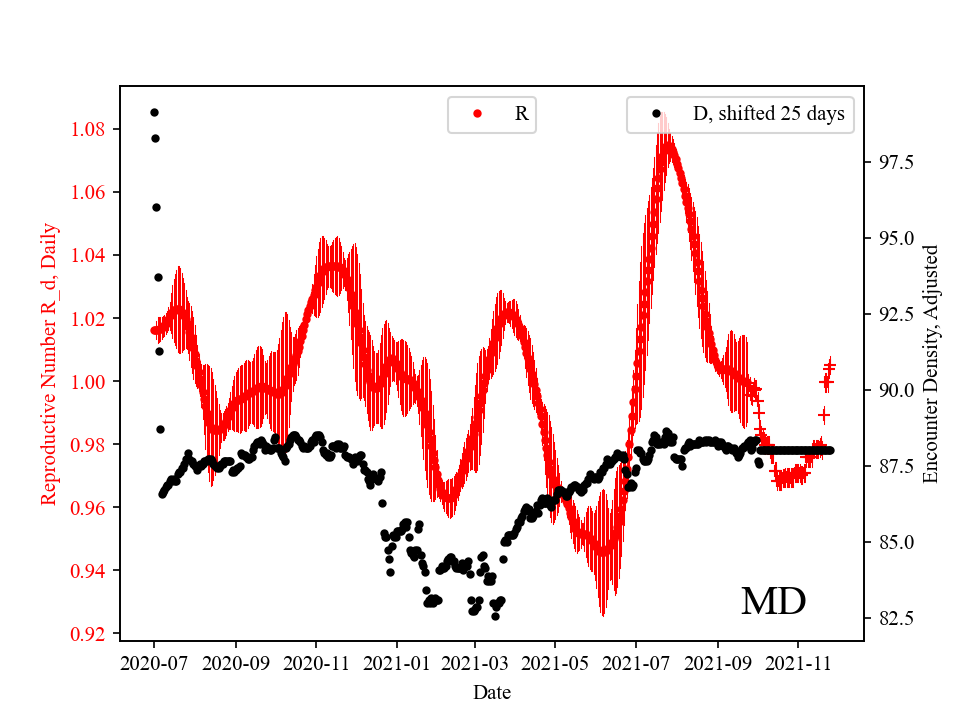 R
D, shifted 25 days
Reproductive Number R_d, Daily
1.08
1.06
1.04
1.02
1.00
0.98
0.96
0.94
0.92
97.5
95.0
92.5
90.0
87.5
85.0
82.5
Encounter Density, Adjusted
MD
2020-07 2020-09 2020-11 2021-01 2021-03 2021-05 2021-07 2021-09 2021-11
Date